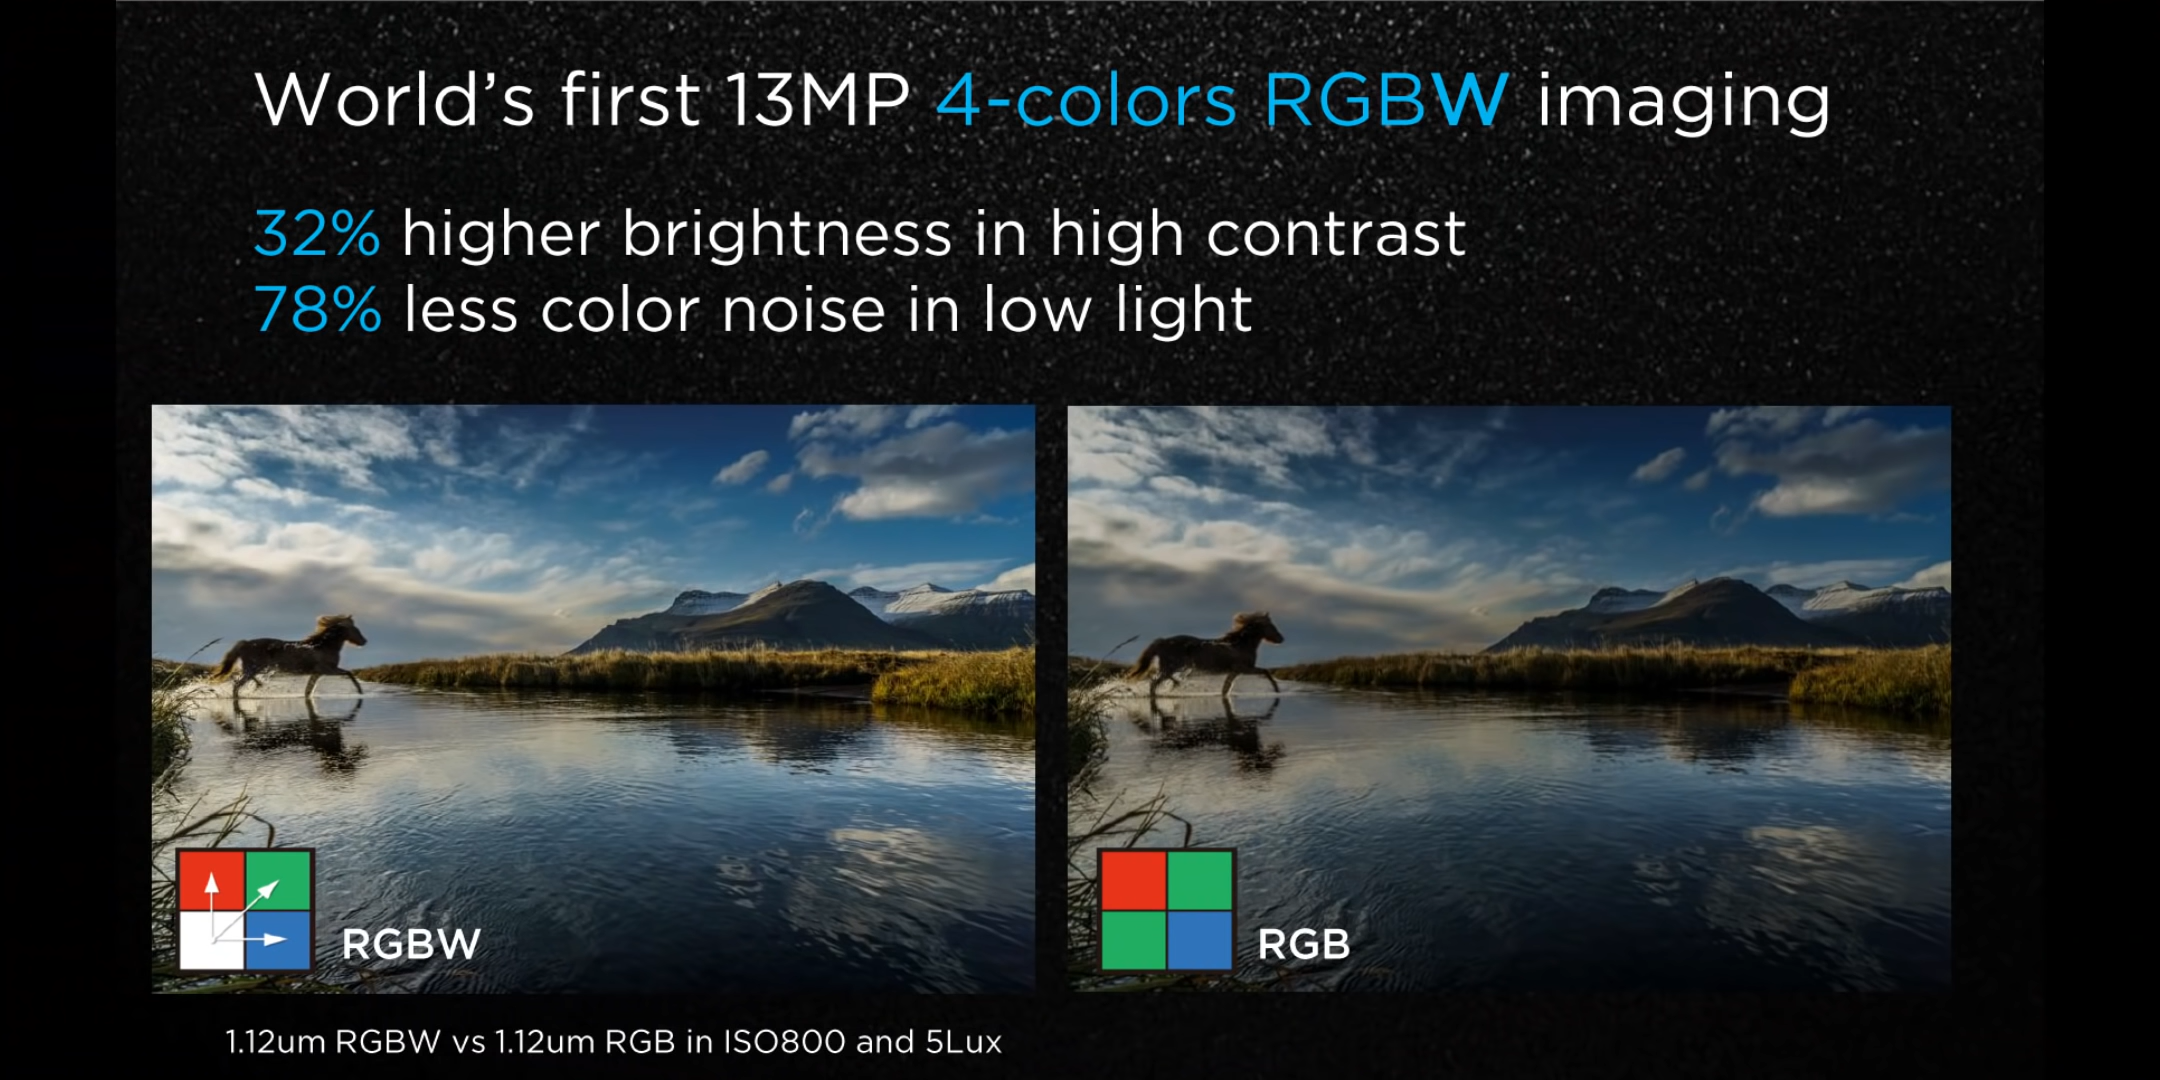 World's first 13MP 4-colors RGBW imaging
32% higher brightness in high contrast
78% less color noise in low light
RGBW
RGB
1.12um RGBW vs 1.12um RGB in ISO800 and 5Lux